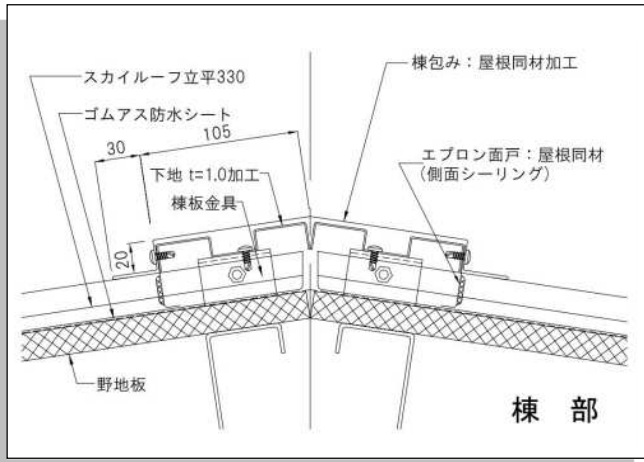 スカイルーフ立平330
ゴムアス防水シート
105
30
下地 t=1.0加工
棟板金具
20
棟包み：屋根同材加工
エプロン面戸：屋根同材
(側面シーリング)
野地板
棟 部